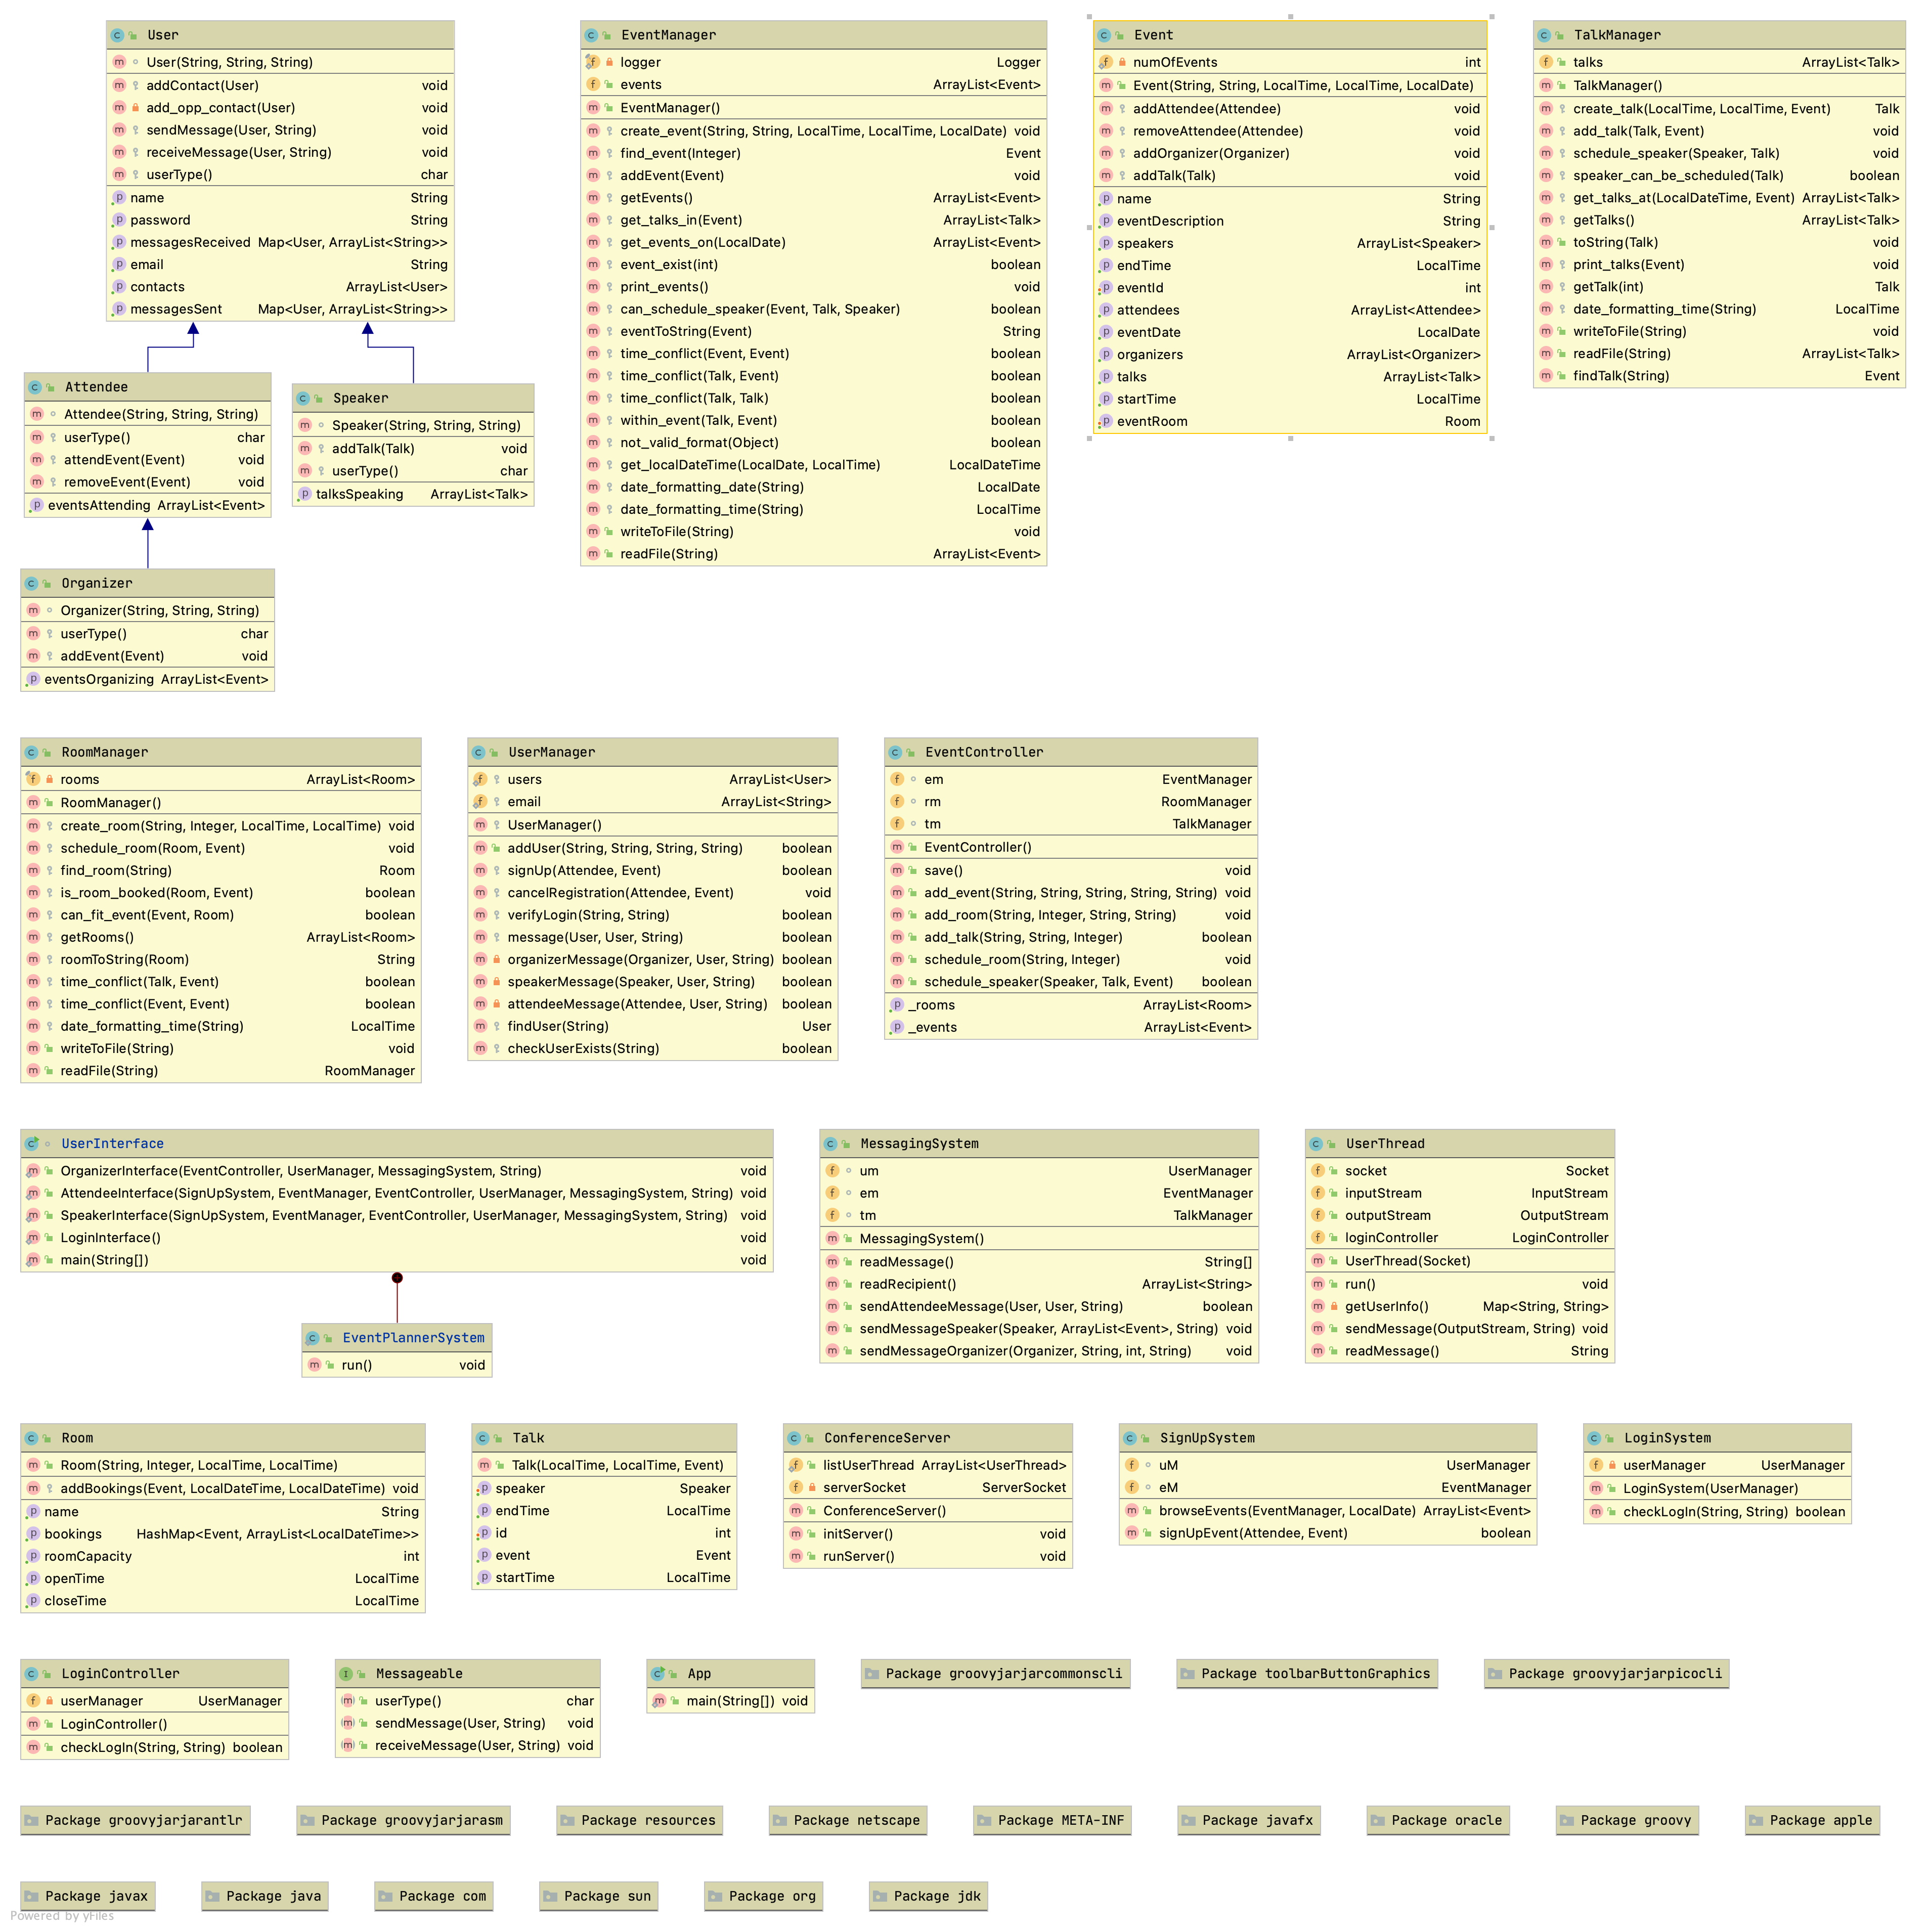 User
User(String, String, String)
addContact(User) void
add_opp_contact(User) void
sendMessage(User, String) void
receiveMessage(User, String) void
userType() char
name String
password String
messagesReceived Map<User, ArrayList<String>>
email String
contacts ArrayList<User>
messagesSent Map<User, ArrayList<String>>
Attendee
Attendee(String, String, String)
userType() char
attendEvent(Event) void
removeEvent(Event) void
eventsAttending ArrayList<Event>
Speaker
Speaker(String, String, String)
addTalk(Talk) void
userType() char
talksSpeaking ArrayList<Talk>
Organizer
Organizer(String, String, String)
userType() char
addEvent(Event) void
eventsOrganizing ArrayList<Event>
EventManager
logger Logger
events ArrayList<Event>
EventManager()
create_event(String, String, LocalTime, LocalTime, LocalDate) void
find_event(Integer) Event
addEvent(Event) void
getEvents() ArrayList<Event>
get_talks_in(Event) ArrayList<Talk>
get_events_on(LocalDate) ArrayList<Event>
event_exist(int) boolean
print_events() void
can_schedule_speaker(Event, Talk, Speaker) boolean
eventToString(Event) String
time_conflict(Event, Event) boolean
time_conflict(Talk, Event) boolean
time_conflict(Talk, Talk) boolean
within_event(Talk, Event) boolean
not_valid_format(Object) boolean
get_localDateTime(LocalDate, LocalTime) LocalDateTime
date_formatting_date(String) LocalDate
date_formatting_time(String) LocalTime
writeToFile(String) void
readFile(String) ArrayList<Event>
Event
numOfEvents int
Event(String, String, LocalTime, LocalTime, LocalDate)
addAttendee(Attendee) void
removeAttendee(Attendee) void
addOrganizer(Organizer) void
addTalk(Talk) void
name String
eventDescription String
speakers ArrayList<Speaker>
endTime LocalTime
eventId int
attendees ArrayList<Attendee>
eventDate LocalDate
organizers ArrayList<Organizer>
talks ArrayList<Talk>
startTime LocalTime
eventRoom Room
TalkManager
talks ArrayList<Talk>
TalkManager()
create_talk(LocalTime, LocalTime, Event) Talk
add_talk(Talk, Event) void
schedule_speaker(Speaker, Talk) void
speaker_can_be_scheduled(Talk) boolean
get_talks_at(LocalDateTime, Event) ArrayList<Talk>
getTalks() ArrayList<Talk>
toString(Talk) void
print_talks(Event) void
getTalk(int) Talk
date_formatting_time(String) LocalTime
writeToFile(String) void
readFile(String) ArrayList<Talk>
findTalk(String) Event
RoomManager
rooms ArrayList<Room>
RoomManager()
create_room(String, Integer, LocalTime, LocalTime) void
schedule_room(Room, Event) void
find_room(String) Room
is_room_booked(Room, Event) boolean
can_fit_event(Event, Room) boolean
getRooms() ArrayList<Room>
roomToString(Room) String
time_conflict(Talk, Event) boolean
time_conflict(Event, Event) boolean
date_formatting_time(String) LocalTime
writeToFile(String) void
readFile(String) RoomManager
UserManager
users ArrayList<User>
email ArrayList<String>
UserManager()
addUser(String, String, String, String) boolean
signUp(Attendee, Event) boolean
cancelRegistration(Attendee, Event) void
verifyLogin(String, String) boolean
message(User, User, String) boolean
organizerMessage(Organizer, User, String) boolean
speakerMessage(Speaker, User, String) boolean
attendeeMessage(Attendee, User, String) boolean
findUser(String) User
checkUserExists(String) boolean
EventController
em EventManager
rm RoomManager
tm TalkManager
EventController()
save() void
add_event(String, String, String, String, String) void
add_room(String, Integer, String, String) void
add_talk(String, String, Integer) boolean
schedule_room(String, Integer) void
schedule_speaker(Speaker, Talk, Event) boolean
_rooms ArrayList<Room>
_events ArrayList<Event>
UserInterface
OrganizerInterface(EventController, UserManager, MessagingSystem, String) void
AttendeeInterface(SignUpSystem, EventManager, EventController, UserManager, MessagingSystem, String) void
SpeakerInterface(SignUpSystem, EventManager, EventController, UserManager, MessagingSystem, String) void
LoginInterface() void
main(String[]) void
EventPlannerSystem
run() void
MessagingSystem
um UserManager
em EventManager
tm TalkManager
MessagingSystem()
readMessage() String[]
readRecipient() ArrayList<String>
sendAttendeeMessage(User, User, String) boolean
sendMessageSpeaker(Speaker, ArrayList<Event>, String) void
sendMessageOrganizer(Organizer, String, int, String) void
UserThread
socket Socket
inputStream InputStream
outputStream OutputStream
loginController LoginController
UserThread(Socket)
run() void
getUserInfo() Map<String, String>
sendMessage(OutputStream, String) void
readMessage() String
Room
Room(String, Integer, LocalTime, LocalTime)
addBookings(Event, LocalDateTime, LocalDateTime) void
name String
bookings HashMap<Event, ArrayList<LocalDateTime>>
roomCapacity int
openTime LocalTime
closeTime LocalTime
Talk
Talk(LocalTime, LocalTime, Event)
speaker Speaker
endTime LocalTime
id int
event Event
startTime LocalTime
ConferenceServer
listUserThread ArrayList<UserThread>
serverSocket ServerSocket
ConferenceServer()
initServer() void
runServer() void
SignUpSystem
uM UserManager
eM EventManager
browseEvents(EventManager, LocalDate) ArrayList<Event>
signUpEvent(Attendee, Event) boolean
LoginSystem
userManager UserManager
LoginSystem(UserManager)
checkLogIn(String, String) boolean
LoginController
userManager UserManager
LoginController()
checkLogIn(String, String) boolean
Messageable
userType() char
sendMessage(User, String) void
receiveMessage(User, String) void
App
main(String[]) void
Package groovyjarjarcommonscli
Package toolbarButtonGraphics
Package groovyjarjarpicocli
Package groovyjarjarantlr
Package groovyjarjarasm
Package resources
Package netscape
Package META-INF
Package javafx
Package oracle
Package groovy
Package apple
Package javax
Package java
Package com
Package sun
Package org
Package jdk
Powered by yFiles